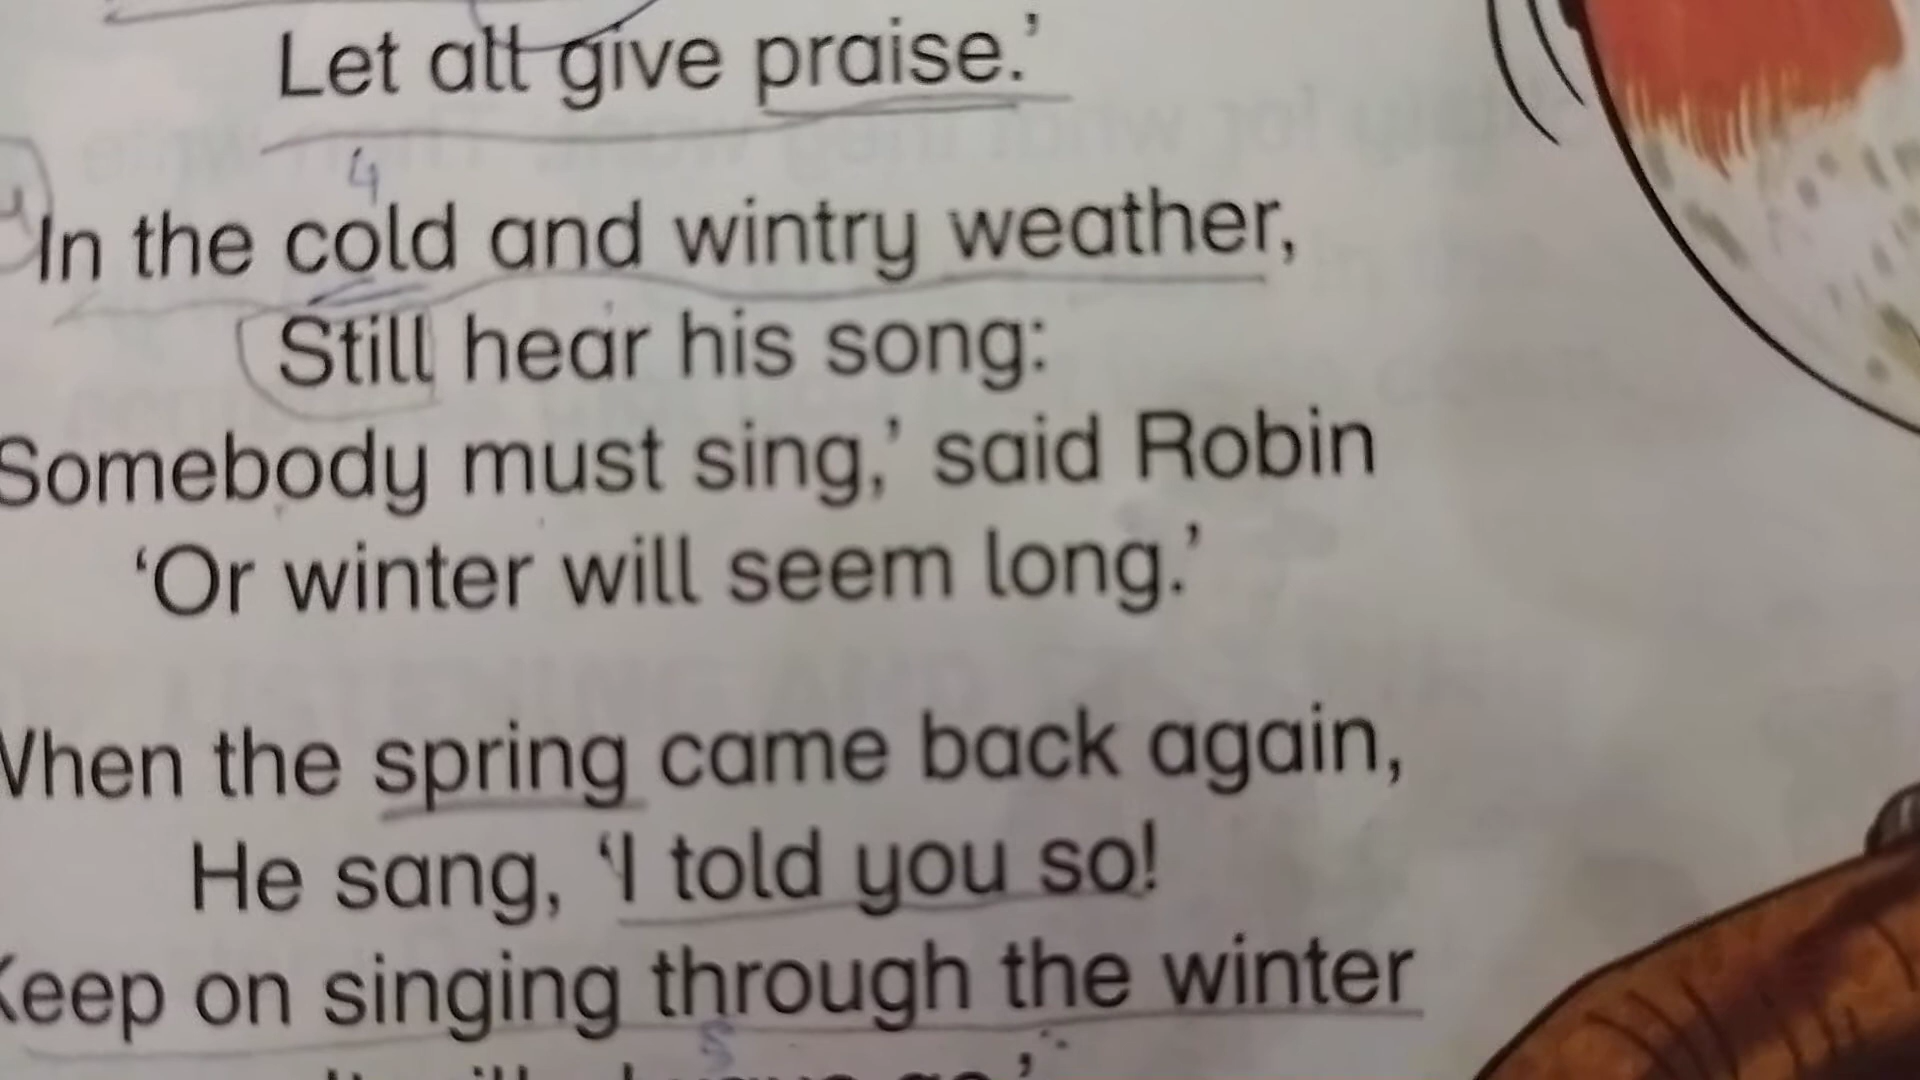 Let all give praise.’
In the cold and wintry weather,
Still hear his song:
Somebody must sing,’ said Robin
‘Or winter will seem long.’
When the spring came back again,
He sang, ‘I told you so!
Keep on singing through the winter